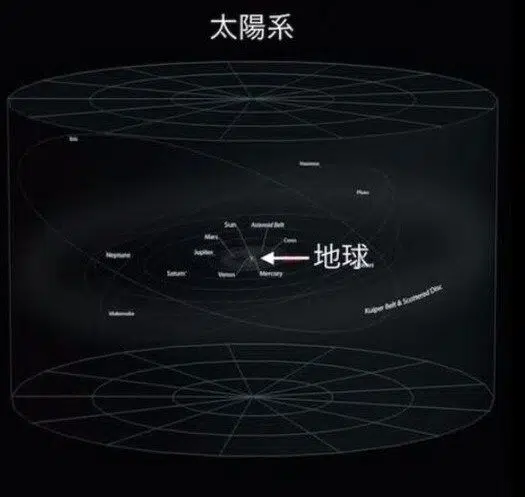 太陽系
Eris
Haumea
Pluto
Sun
Asteroid Belt
Mars
Ceres
Neptune
Jupiter
地球
Saturn
Venus
Mercury
Kuiper Belt & Scattered Disc
Makemake